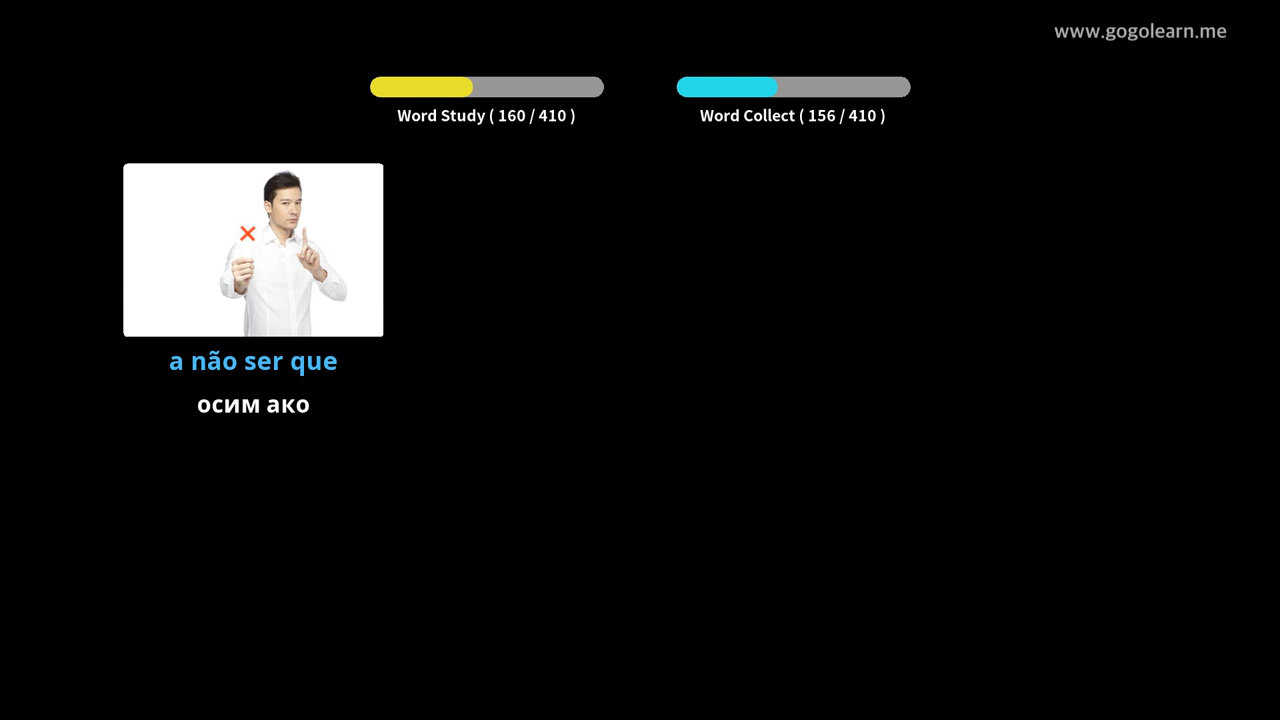 www.gogolearn.me
Word Study ( 160 / 410 )
Word Collect ( 156 / 410 )
a não ser que
осим ако